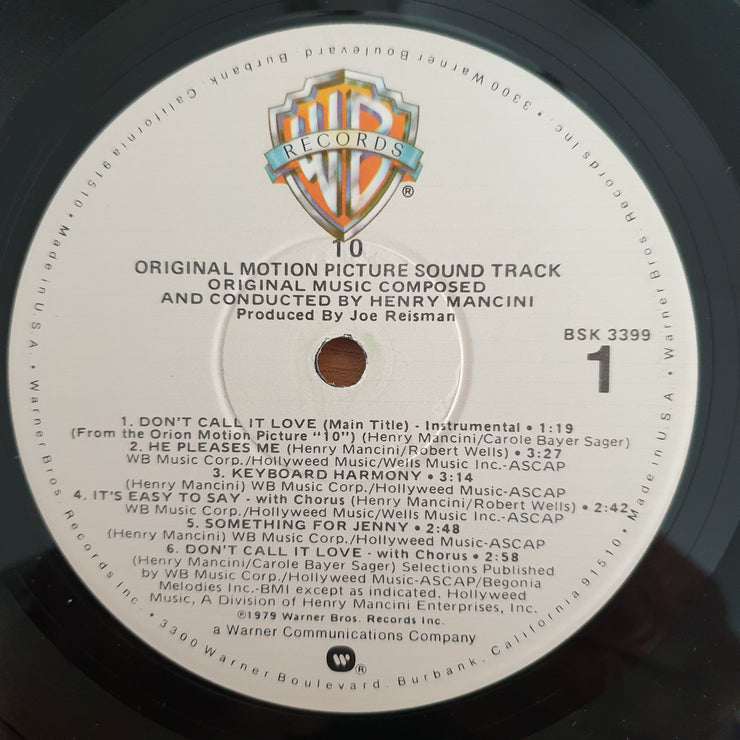 WB
RECORDS
®
10
ORIGINAL MOTION PICTURE SOUND TRACK
ORIGINAL MUSIC COMPOSED
AND CONDUCTED BY HENRY MANCINI
Produced By Joe Reisman
BSK 3399
1
1. DON'T CALL IT LOVE (Main Title) - Instrumental • 1:19
(From the Orion Motion Picture "10") (Henry Mancini/Carole Bayer Sager)
2. HE PLEASES ME (Henry Mancini/Robert Wells) • 3:27
WB Music Corp./Hollyweed Music/Wells Music Inc.-ASCAP
3. KEYBOARD HARMONY • 3:14
(Henry Mancini) WB Music Corp./Hollyweed Music-ASCAP
4. IT'S EASY TO SAY - with Chorus (Henry Mancini/Robert Wells) • 2:42
WB Music Corp./Hollyweed Music/Wells Music Inc.-ASCAP
5. SOMETHING FOR JENNY • 2:48
(Henry Mancini) WB Music Corp./Hollyweed Music-ASCAP
6. DON'T CALL IT LOVE - with Chorus • 2:58
(Henry Mancini/Carole Bayer Sager) Selections Published
by WB Music Corp./Hollyweed Music-ASCAP/Begonia
Melodies Inc.-BMI except as indicated. Hollyweed
Music, A Division of Henry Mancini Enterprises, Inc.
℗1979 Warner Bros. Records Inc.
a Warner Communications Company
W ®
Warner Bros. Records Inc. • 3300 Warner Boulevard, Burbank, California 91510 • Made in U.S.A. •
Warner Bros. Records Inc. • 3300 Warner Boulevard, Burbank, California 91510 • Made in U.S.A. •